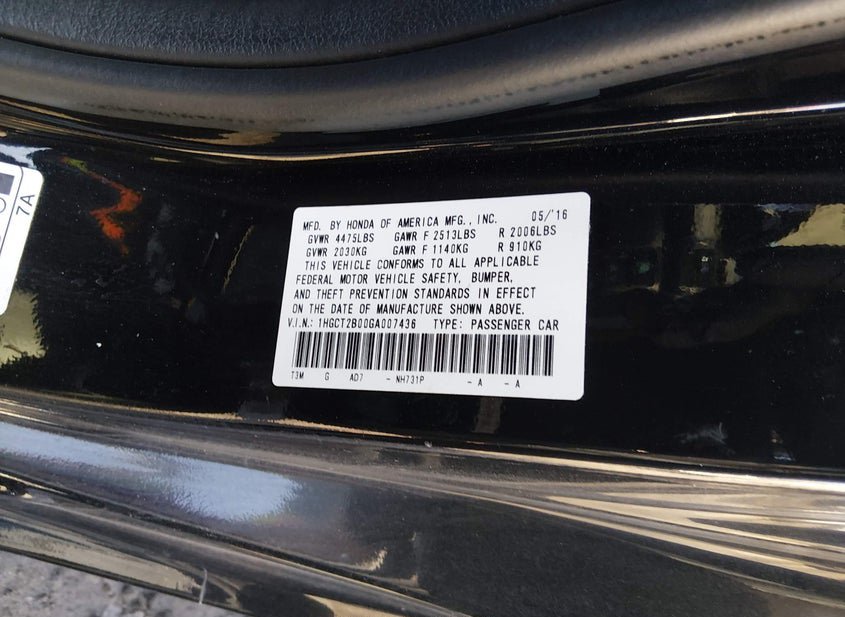 MFD. BY HONDA OF AMERICA MFG., INC. 05/'16
GVWR 4475LBS GAWR F 2513LBS R 2006LBS
GVWR 2030KG GAWR F 1140KG R 910KG
THIS VEHICLE CONFORMS TO ALL APPLICABLE
FEDERAL MOTOR VEHICLE SAFETY, BUMPER,
AND THEFT PREVENTION STANDARDS IN EFFECT
ON THE DATE OF MANUFACTURE SHOWN ABOVE.
V.I.N.: 1HGCT2B00GA007436 TYPE: PASSENGER CAR
T3M G AD7 - NH731P - A - A
7A